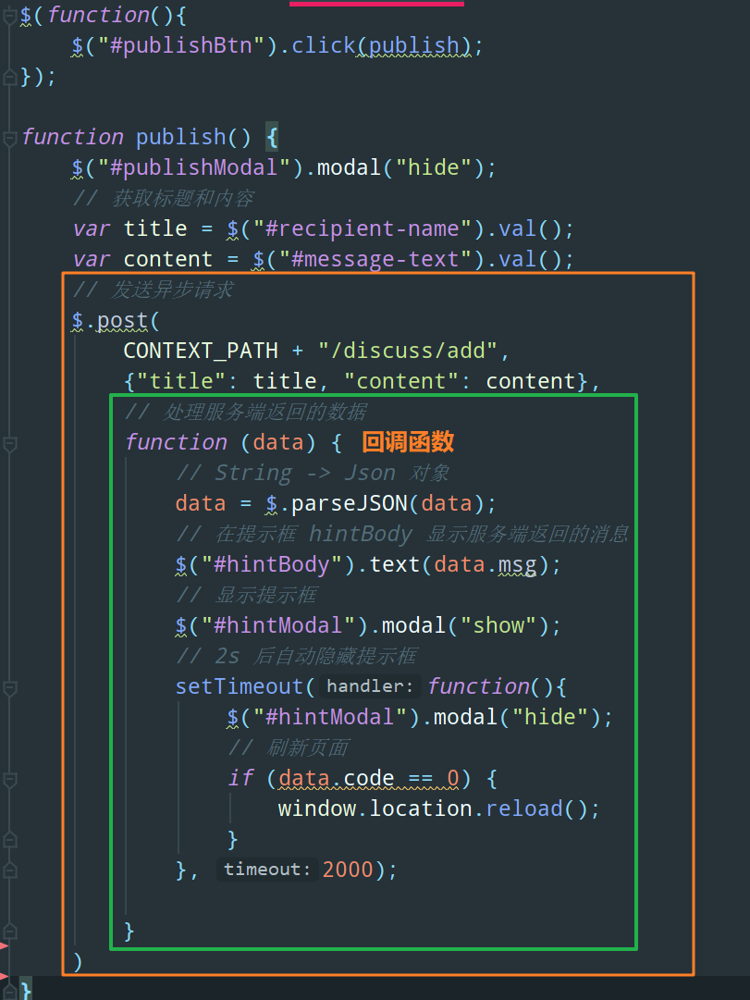 $(function(){
    $("#publishBtn").click(publish);
});
function publish() {
    $("#publishModal").modal("hide");
    // 获取标题和内容
    var title = $("#recipient-name").val();
    var content = $("#message-text").val();
    // 发送异步请求
    $.post(
        CONTEXT_PATH + "/discuss/add",
        {"title": title, "content": content},
        // 处理服务端返回的数据
        function (data) { 回调函数
            // String -> Json 对象
            data = $.parseJSON(data);
            // 在提示框 hintBody 显示服务端返回的消息
            $("#hintBody").text(data.msg);
            // 显示提示框
            $("#hintModal").modal("show");
            // 2s 后自动隐藏提示框
            setTimeout( handler: function(){
                $("#hintModal").modal("hide");
                // 刷新页面
                if (data.code == 0) {
                    window.location.reload();
                }
            }, timeout: 2000);
        }
    )
}